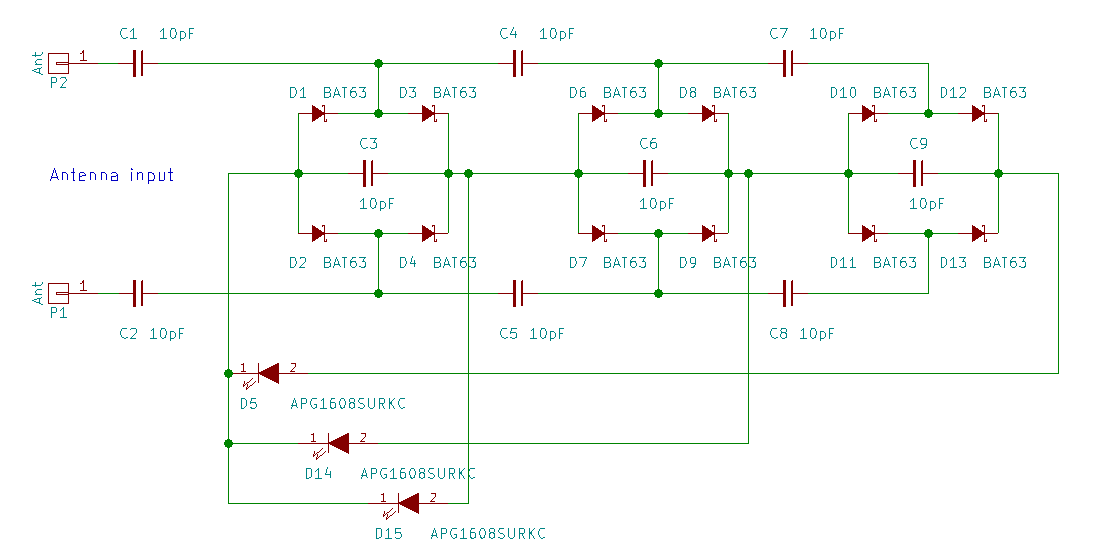 C1 10pF
C4 10pF
C7 10pF
Ant
P2
1
D1 BAT63
D3 BAT63
D6 BAT63
D8 BAT63
D10 BAT63
D12 BAT63
C3
C6
C9
Antenna input
10pF
10pF
10pF
D2 BAT63
D4 BAT63
D7 BAT63
D9 BAT63
D11 BAT63
D13 BAT63
Ant
P1
1
C2 10pF
C5 10pF
C8 10pF
1 2
D5 APG1608SURKC
1 2
D14 APG1608SURKC
1 2
D15 APG1608SURKC